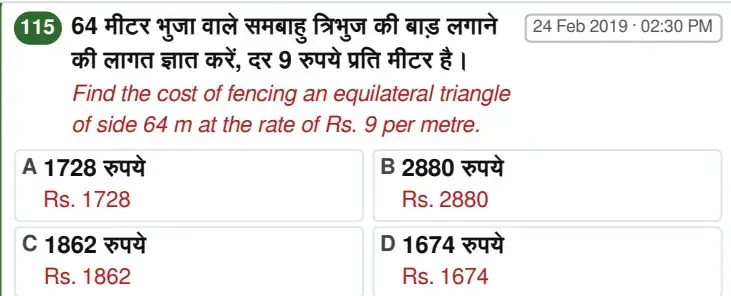 115 64 मीटर भुजा वाले समबाहु त्रिभुज की बाड़ लगाने
24 Feb 2019 · 02:30 PM
की लागत ज्ञात करें, दर 9 रुपये प्रति मीटर है।
Find the cost of fencing an equilateral triangle
of side 64 m at the rate of Rs. 9 per metre.
A 1728 रुपये
Rs. 1728
B 2880 रुपये
Rs. 2880
C 1862 रुपये
Rs. 1862
D 1674 रुपये
Rs. 1674